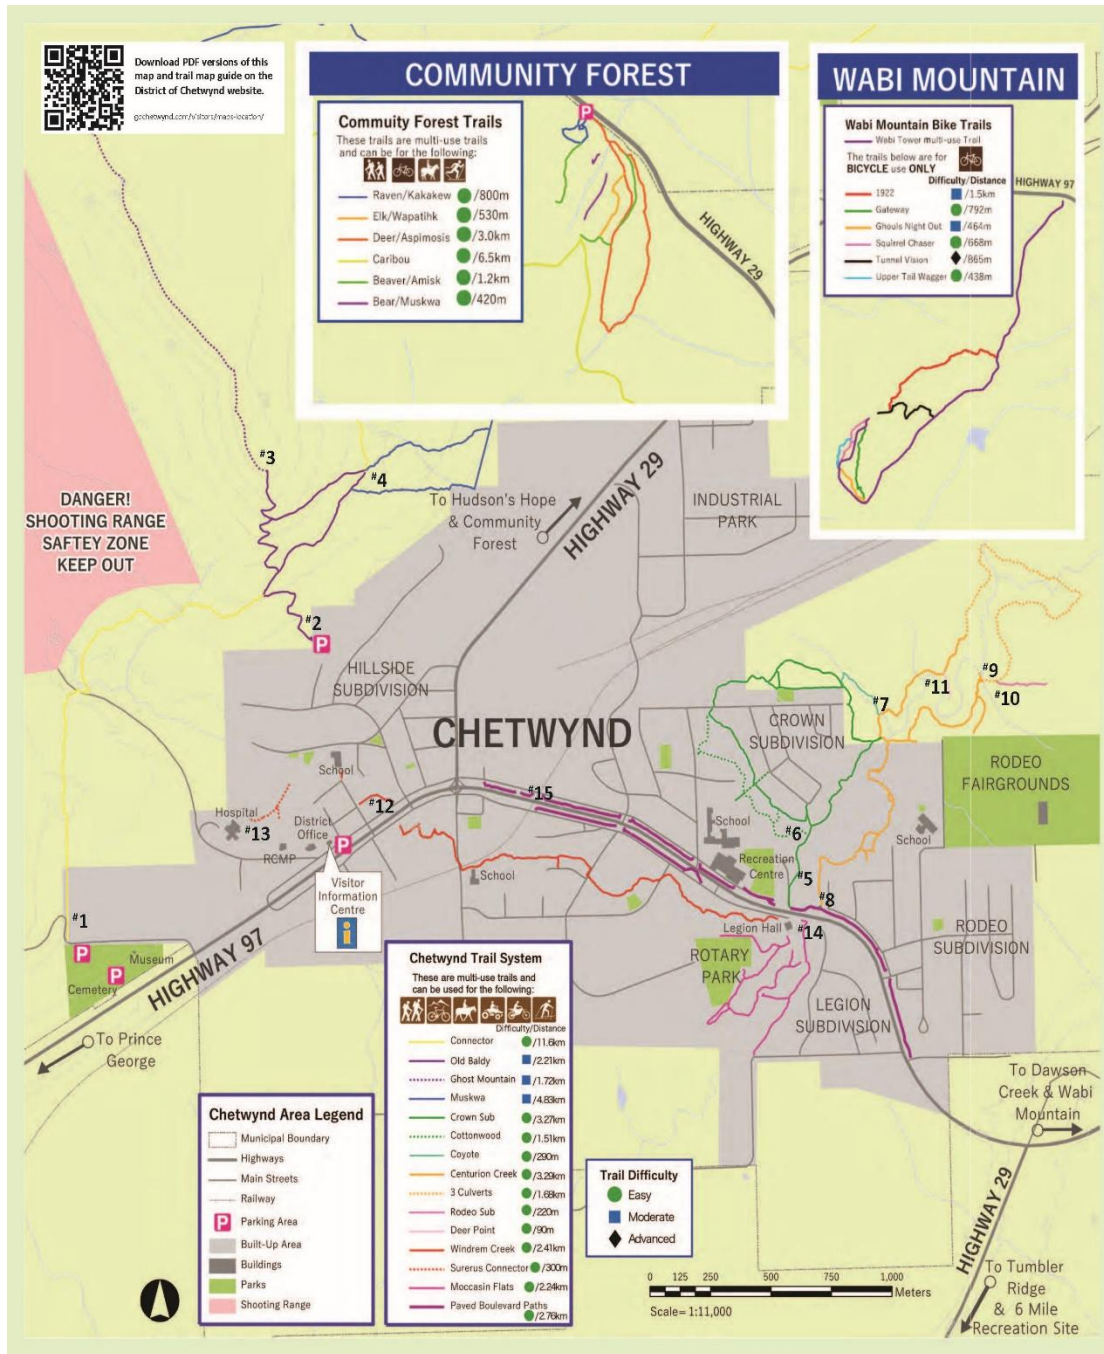 Download PDF versions of this
map and trail map guide on the
District of Chetwynd website.
gochetwynd.com/visitors/maps-location/
COMMUNITY FOREST
Commuity Forest Trails
These trails are multi-use trails
and can be for the following:
Raven/Kakakew /800m
Elk/Wapatihk /530m
Deer/Aspimosis /3.0km
Caribou /6.5km
Beaver/Amisk /1.2km
Bear/Muskwa /420m
P
HIGHWAY 29
WABI MOUNTAIN
Wabi Mountain Bike Trails
Wabi Tower multi-use Trail
The trails below are for
BICYCLE use ONLY
Difficulty/Distance
1922 /1.5km
Gateway /792m
Ghouls Night Out /464m
Squirrel Chaser /668m
Tunnel Vision /865m
Upper Tail Wagger /438m
HIGHWAY 97
#3
#4
DANGER!
SHOOTING RANGE
SAFTEY ZONE
KEEP OUT
To Hudson's Hope
& Community
Forest
HIGHWAY 29
INDUSTRIAL
PARK
#2
P
HILLSIDE
SUBDIVISION
#9
#11
#10
#7
CROWN
SUBDIVISION
CHETWYND
RODEO
FAIRGROUNDS
School
#15
#12
Hospital
#13
District
Office
P
RCMP
School
#6
School
Recreation
Centre
#5
School
#8
Visitor
Information
Centre
i
#1
P
P
Museum
Cemetery
HIGHWAY 97
Legion Hall
#14
ROTARY
PARK
RODEO
SUBDIVISION
LEGION
SUBDIVISION
To Prince
George
To Dawson
Creek & Wabi
Mountain
Chetwynd Trail System
These are multi-use trails and
can be used for the following:
Difficulty/Distance
Connector /11.6km
Old Baldy /2.21km
Ghost Mountain /1.72km
Muskwa /4.83km
Crown Sub /3.27km
Cottonwood /1.51km
Coyote /290m
Centurion Creek /3.29km
3 Culverts /1.68km
Rodeo Sub /220m
Deer Point /90m
Windrem Creek /2.41km
Surerus Connector /300m
Moccasin Flats /2.24km
Paved Boulevard Paths
/2.76km
Chetwynd Area Legend
Municipal Boundary
Highways
Main Streets
Railway
P Parking Area
Built-Up Area
Buildings
Parks
Shooting Range
Trail Difficulty
Easy
Moderate
Advanced
0 125 250 500 750 1,000
Meters
Scale= 1:11,000
HIGHWAY 29
To Tumbler
Ridge
& 6 Mile
Recreation Site